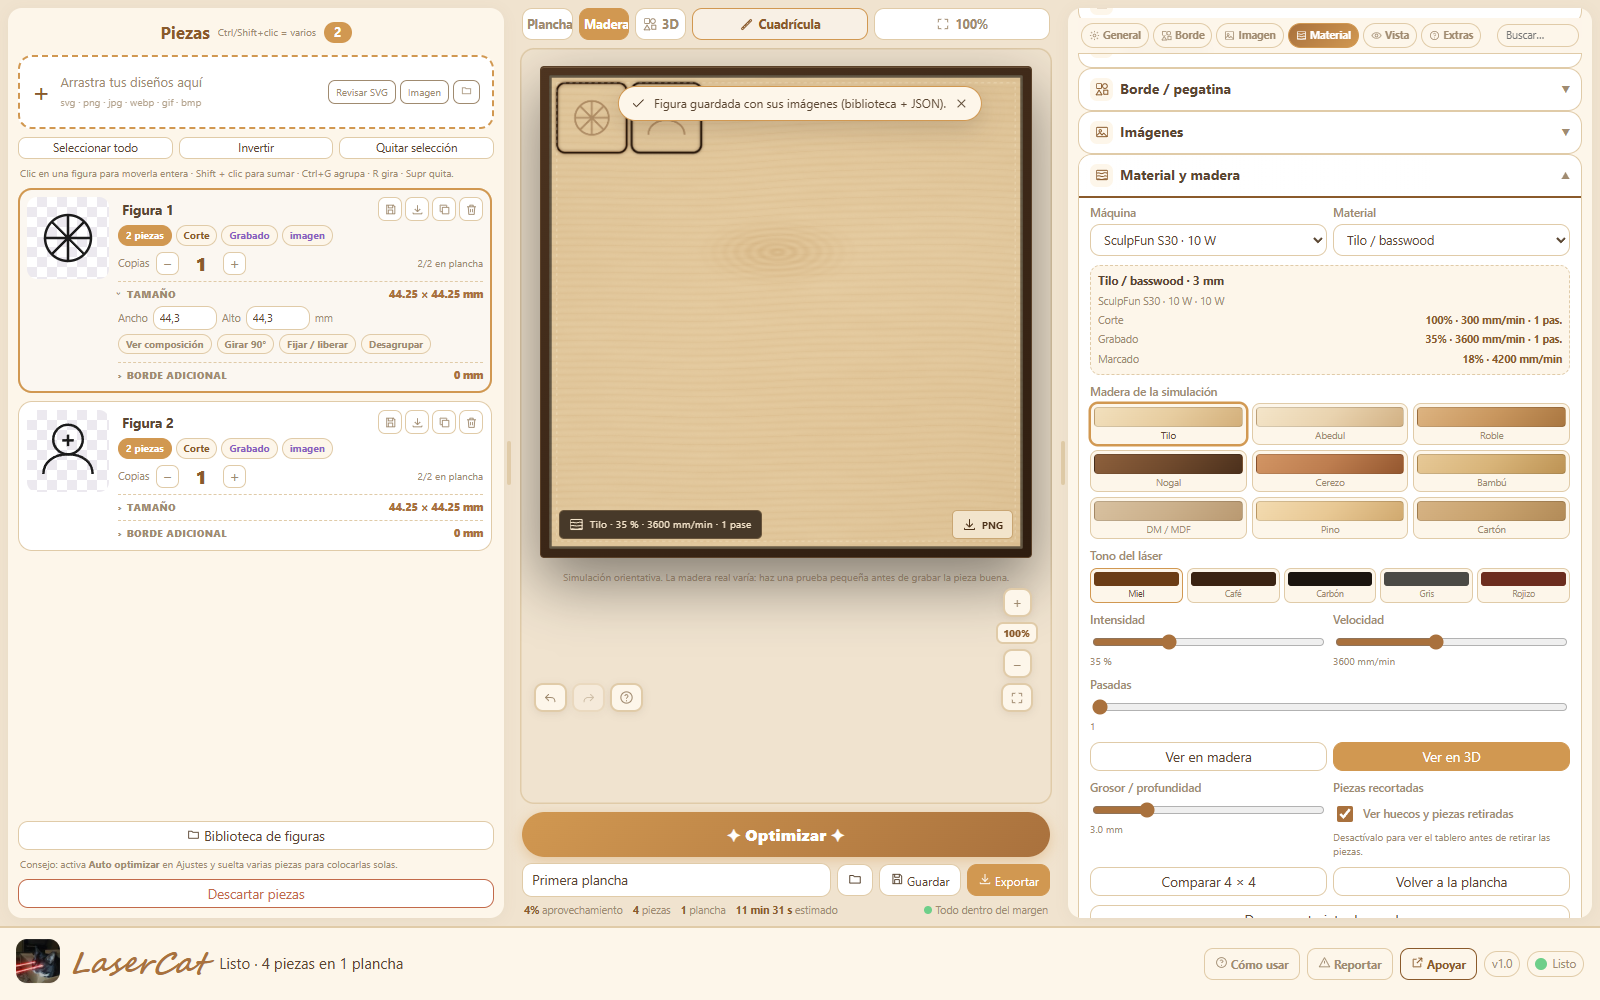 Piezas Ctrl/Shift+clic = varios 2
Arrastra tus diseños aquí
svg · png · jpg · webp · gif · bmp
Revisar SVG
Imagen
Seleccionar todo
Invertir
Quitar selección
Clic en una figura para moverla entera · Shift + clic para sumar · Ctrl+G agrupa · R gira · Supr quita.
Figura 1
2 piezas Corte Grabado imagen
Copias − 1 + 2/2 en plancha
TAMAÑO 44.25 × 44.25 mm
Ancho 44,3 Alto 44,3 mm
Ver composición Girar 90° Fijar / liberar Desagrupar
BORDE ADICIONAL 0 mm
Figura 2
2 piezas Corte Grabado imagen
Copias − 1 + 2/2 en plancha
TAMAÑO 44.25 × 44.25 mm
BORDE ADICIONAL 0 mm
Biblioteca de figuras
Consejo: activa Auto optimizar en Ajustes y suelta varias piezas para colocarlas solas.
Descartar piezas
Plancha Madera 3D Cuadrícula 100%
Figura guardada con sus imágenes (biblioteca + JSON).
Tilo · 35 % · 3600 mm/min · 1 pase
PNG
Simulación orientativa. La madera real varía: haz una prueba pequeña antes de grabar la pieza buena.
+
100%
−
✦ Optimizar ✦
Primera plancha
Guardar
Exportar
4% aprovechamiento 4 piezas 1 plancha 11 min 31 s estimado
Todo dentro del margen
General Borde Imagen Material Vista Extras Buscar...
Borde / pegatina
Imágenes
Material y madera
Máquina Material
SculpFun S30 · 10 W Tilo / basswood
Tilo / basswood · 3 mm
SculpFun S30 · 10 W · 10 W
Corte 100% · 300 mm/min · 1 pas.
Grabado 35% · 3600 mm/min · 1 pas.
Marcado 18% · 4200 mm/min
Madera de la simulación
Tilo Abedul Roble
Nogal Cerezo Bambú
DM / MDF Pino Cartón
Tono del láser
Miel Café Carbón Gris Rojizo
Intensidad Velocidad
35 % 3600 mm/min
Pasadas
1
Ver en madera Ver en 3D
Grosor / profundidad Piezas recortadas
3.0 mm
Ver huecos y piezas retiradas
Desactívalo para ver el tablero antes de retirar las
piezas.
Comparar 4 × 4 Volver a la plancha
LaserCat Listo · 4 piezas en 1 plancha
Cómo usar Reportar Apoyar v1.0 Listo